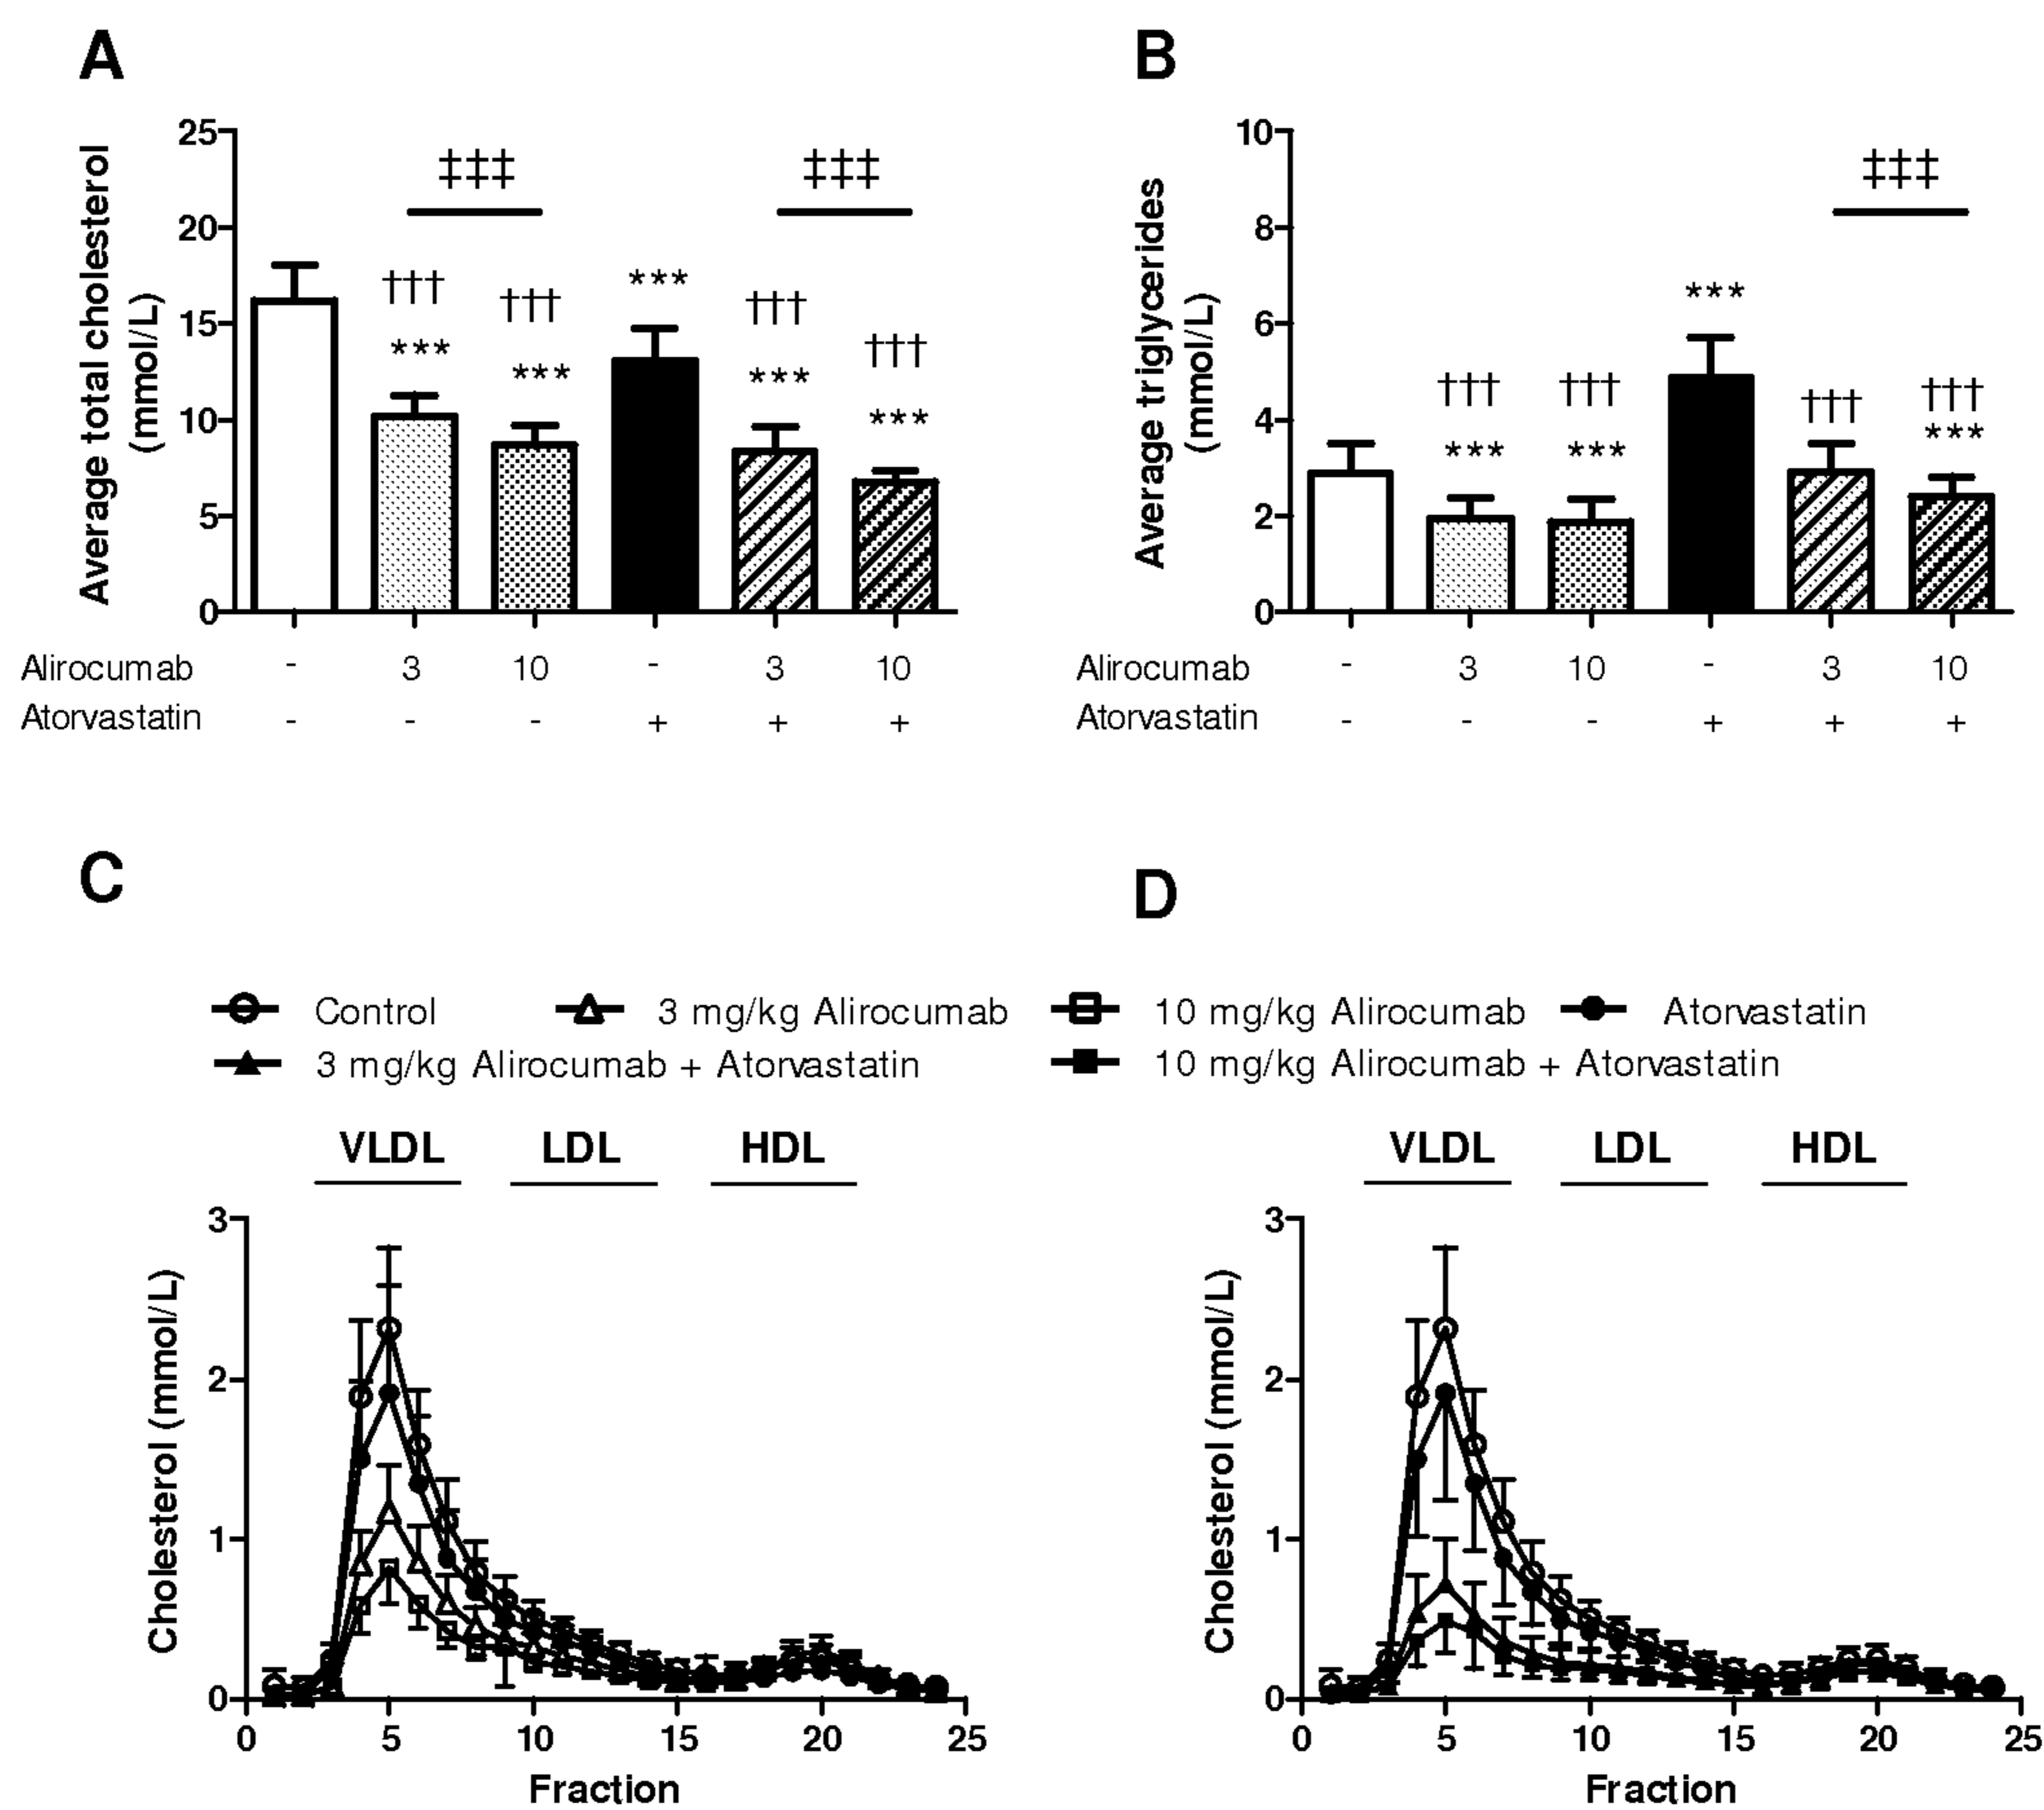 A
Average total cholesterol
(mmol/L)
25
20
15
10
5
0
‡‡‡
‡‡‡
†††
***
†††
***
***
†††
***
†††
***
Alirocumab - 3 10 - 3 10
Atorvastatin - - - + + +
B
Average triglycerides
(mmol/L)
10
8
6
4
2
0
‡‡‡
†††
***
†††
***
***
†††
†††
***
Alirocumab - 3 10 - 3 10
Atorvastatin - - - + + +
C
D
Control 3 mg/kg Alirocumab 10 mg/kg Alirocumab Atorvastatin
3 mg/kg Alirocumab + Atorvastatin 10 mg/kg Alirocumab + Atorvastatin
VLDL LDL HDL
Cholesterol (mmol/L)
3
2
1
0
0 5 10 15 20 25
Fraction
VLDL LDL HDL
Cholesterol (mmol/L)
3
2
1
0
0 5 10 15 20 25
Fraction